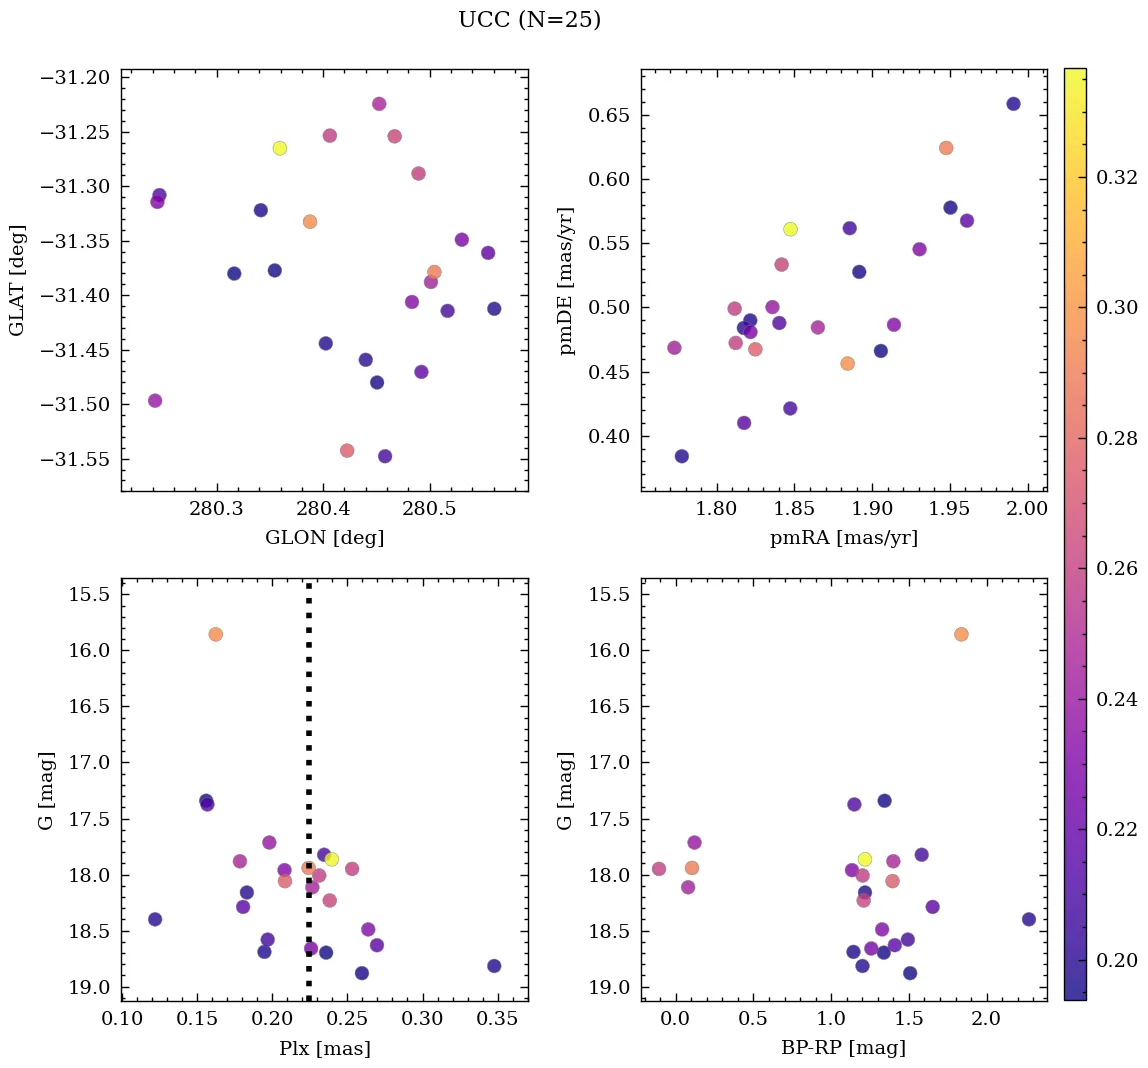 UCC (N=25)
−31.20
−31.25
−31.30
−31.35
−31.40
−31.45
−31.50
−31.55
GLAT [deg]
280.3 280.4 280.5
GLON [deg]
0.65
0.60
0.55
0.50
0.45
0.40
pmDE [mas/yr]
1.80 1.85 1.90 1.95 2.00
pmRA [mas/yr]
15.5
16.0
16.5
17.0
17.5
18.0
18.5
19.0
G [mag]
0.10 0.15 0.20 0.25 0.30 0.35
Plx [mas]
15.5
16.0
16.5
17.0
17.5
18.0
18.5
19.0
G [mag]
0.0 0.5 1.0 1.5 2.0
BP-RP [mag]
0.32
0.30
0.28
0.26
0.24
0.22
0.20